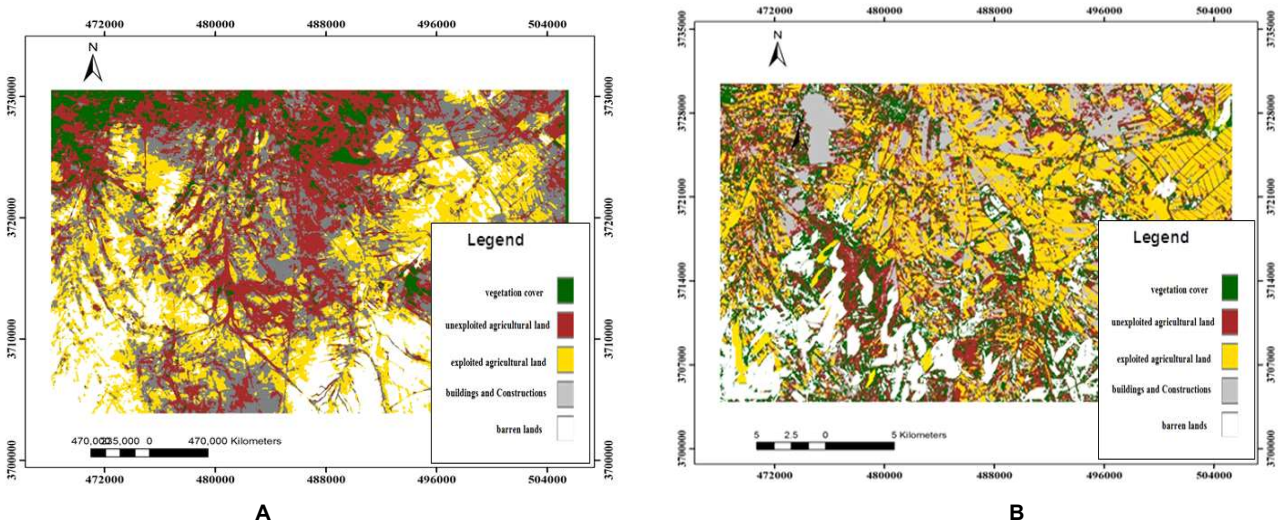 472000 480000 488000 496000 504000
N
3730000
3720000
3710000
3700000
3730000
3720000
3710000
3700000
Legend
vegetation cover
unexploited agricultural land
exploited agricultural land
buildings and Constructions
barren lands
470,000235,000 0 470,000 Kilometers
472000 480000 488000 496000 504000
A
472000 480000 488000 496000 504000
N
3735000
3728000
3721000
3714000
3707000
3700000
3735000
3728000
3721000
3714000
3707000
3700000
Legend
vegetation cover
unexploited agricultural land
exploited agricultural land
buildings and Constructions
barren lands
5 2.5 0 5 Kilometers
472000 480000 488000 496000 504000
B